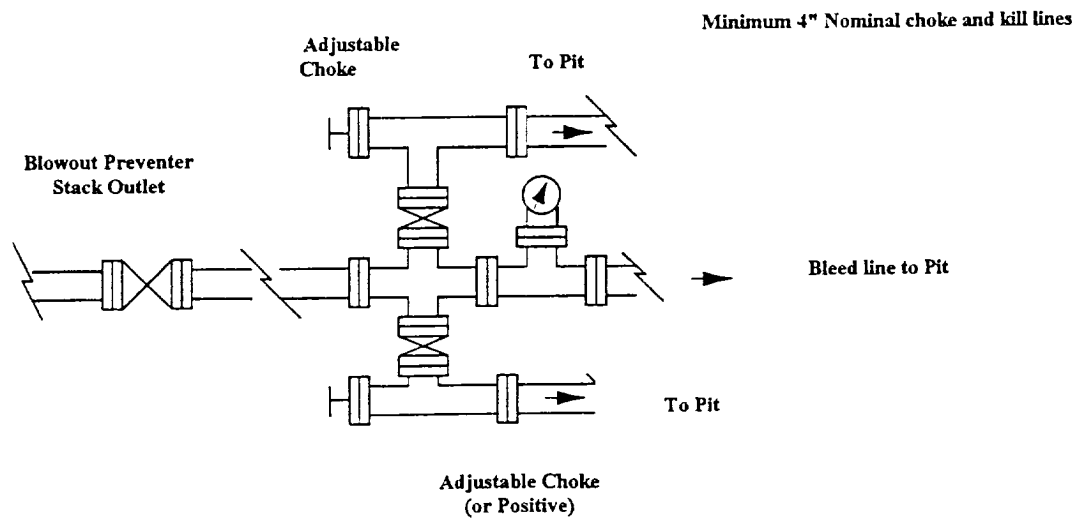 Minimum 4" Nominal choke and kill lines
Adjustable
Choke
To Pit
Blowout Preventer
Stack Outlet
Bleed line to Pit
To Pit
Adjustable Choke
(or Positive)